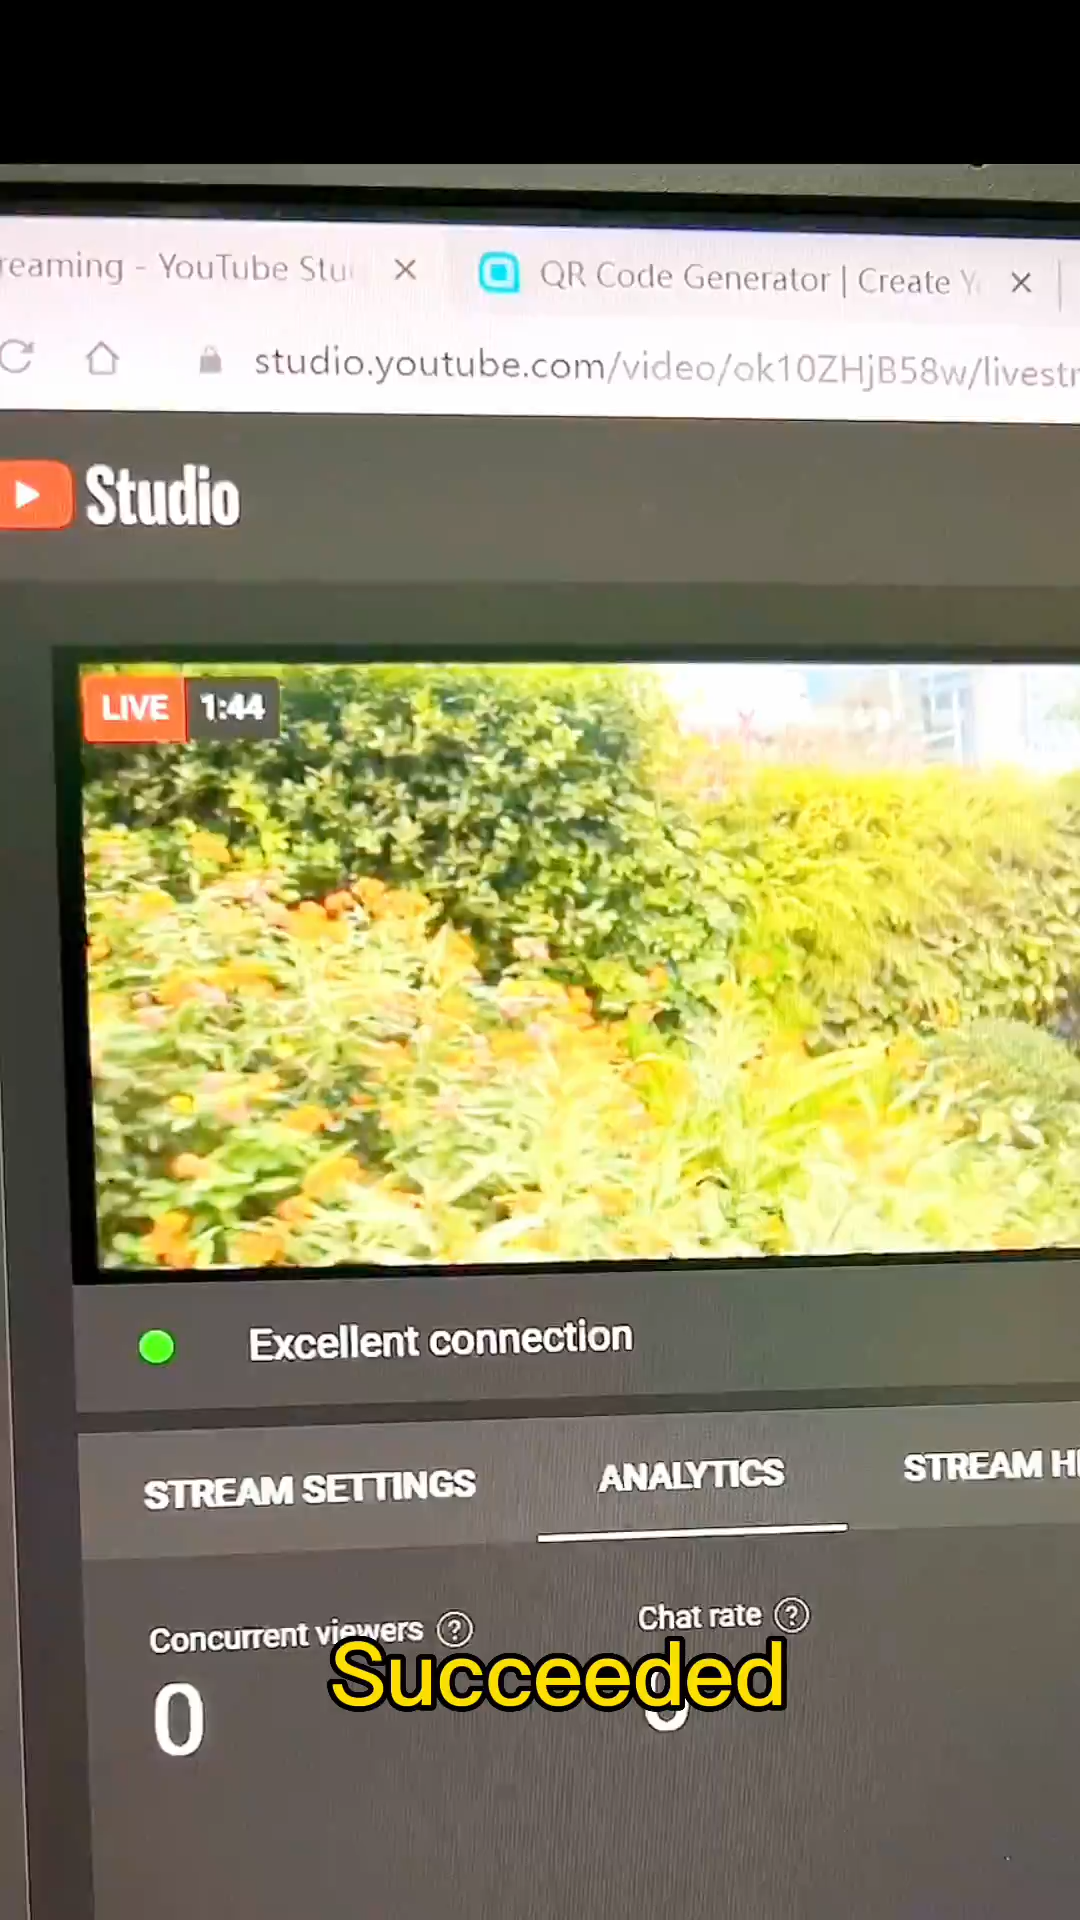 reaming - YouTube Stu
QR Code Generator | Create Y
studio.youtube.com/video/ok10ZHjB58w/livestr
Studio
LIVE 1:44
Excellent connection
STREAM SETTINGS ANALYTICS STREAM H
Concurrent viewers ? Chat rate ?
0 0
Succeeded